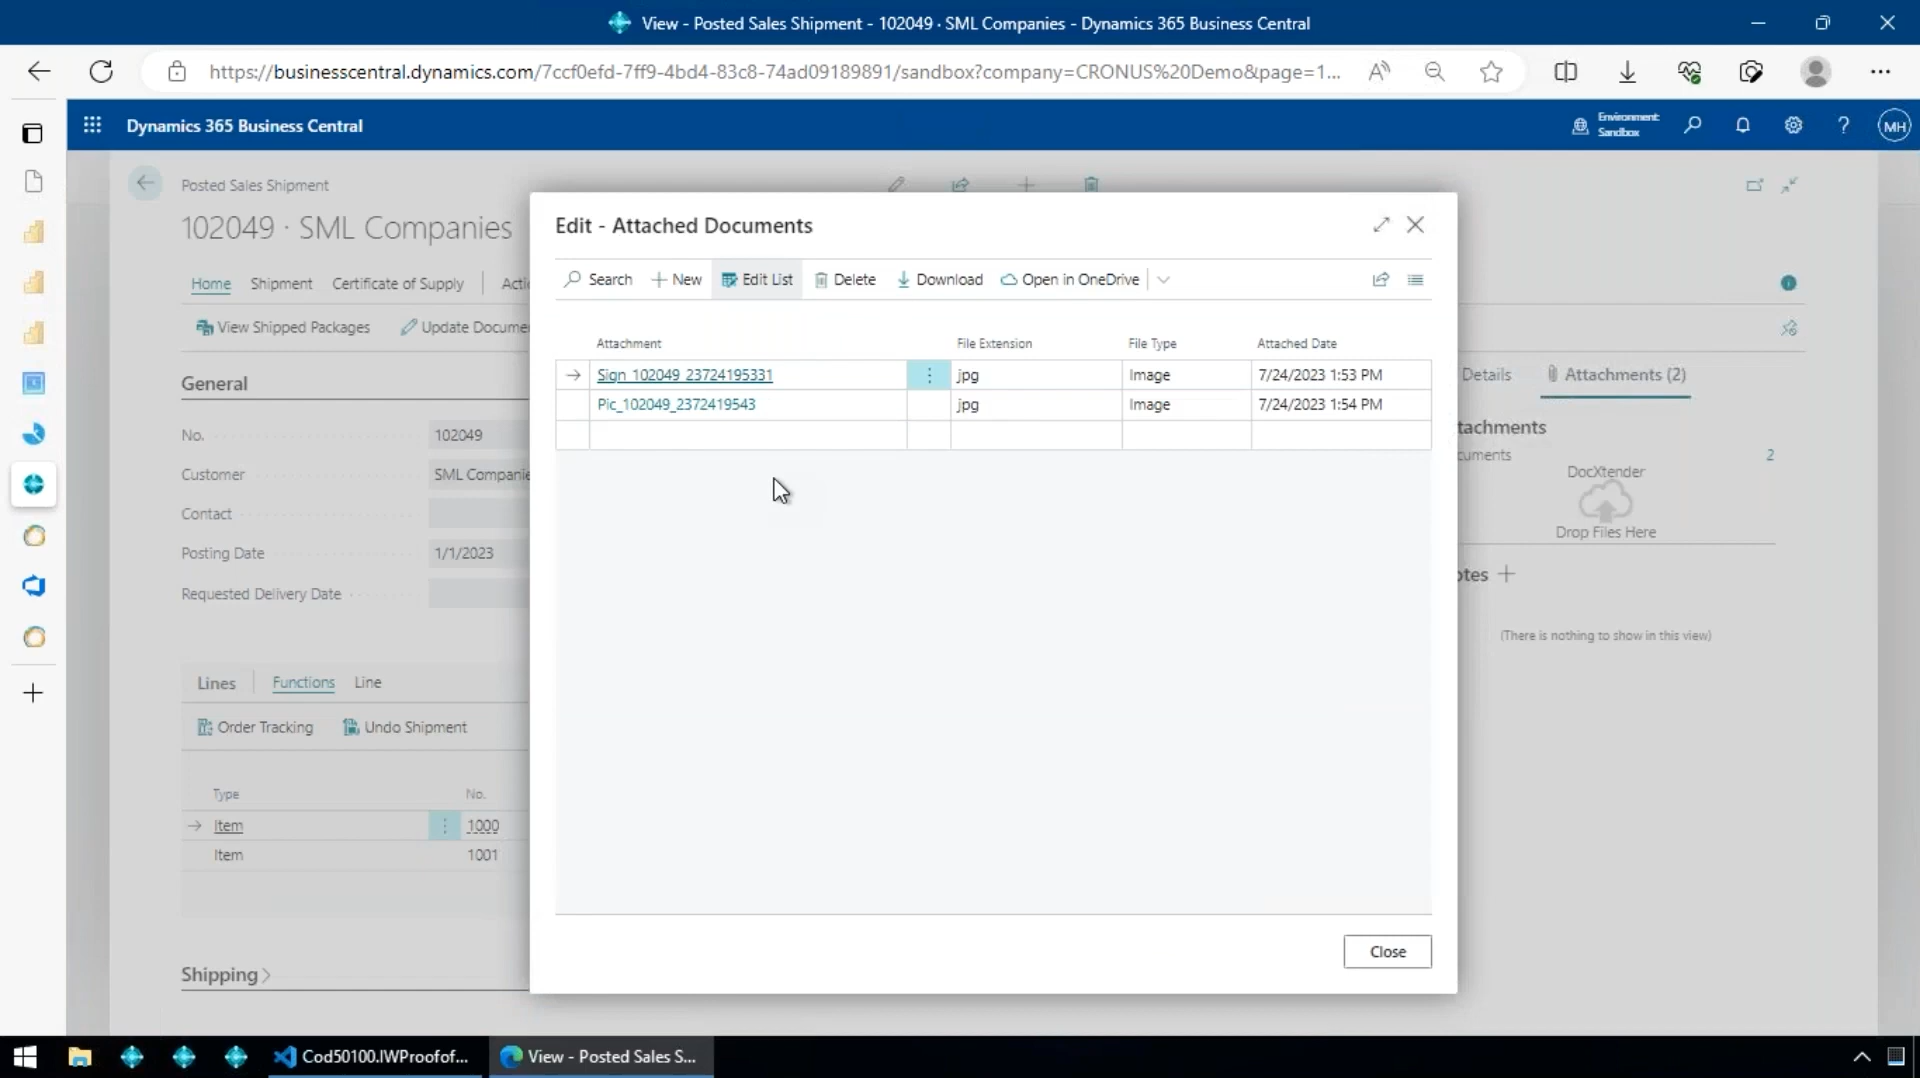 View - Posted Sales Shipment - 102049 · SML Companies - Dynamics 365 Business Central
https://businesscentral.dynamics.com/7ccf0efd-7ff9-4bd4-83c8-74ad09189891/sandbox?company=CRONUS%20Demo&page=1...
Dynamics 365 Business Central
Environment:
Sandbox
MH
Posted Sales Shipment
102049 · SML Companies
Home Shipment Certificate of Supply
View Shipped Packages
General
No. 102049
Customer
Contact
Posting Date 1/1/2023
Requested Delivery Date
Lines Functions Line
Order Tracking Undo Shipment
Type No.
Item 1000
Item 1001
Shipping
Edit - Attached Documents
Search New Edit List Delete Download Open in OneDrive
Attachment File Extension File Type Attached Date
Sign_102049_23724195331 jpg Image 7/24/2023 1:53 PM
Pic_102049_2372419543 jpg Image 7/24/2023 1:54 PM
Close
Details Attachments (2)
tachments
cuments 2
DocXtender
Drop Files Here
otes
(There is nothing to show in this view)
Cod50100.IWProofof...
View - Posted Sales S...